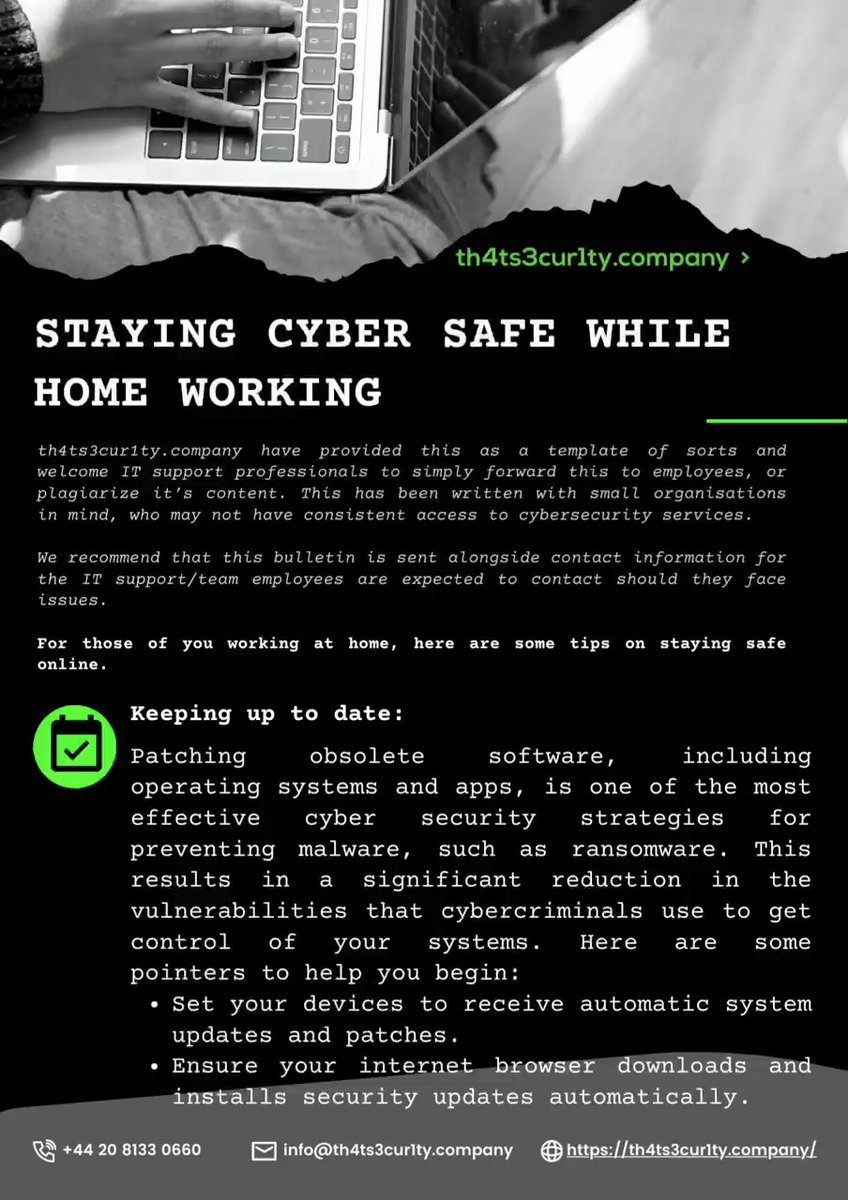 th4ts3cur1ty.company >
STAYING CYBER SAFE WHILE
HOME WORKING
th4ts3cur1ty.company have provided this as a template of sorts and
welcome IT support professionals to simply forward this to employees, or
plagiarize it's content. This has been written with small organisations
in mind, who may not have consistent access to cybersecurity services.
We recommend that this bulletin is sent alongside contact information for
the IT support/team employees are expected to contact should they face
issues.
For those of you working at home, here are some tips on staying safe
online.
Keeping up to date:
Patching obsolete software, including
operating systems and apps, is one of the most
effective cyber security strategies for
preventing malware, such as ransomware. This
results in a significant reduction in the
vulnerabilities that cybercriminals use to get
control of your systems. Here are some
pointers to help you begin:
• Set your devices to receive automatic system
updates and patches.
• Ensure your internet browser downloads and
installs security updates automatically.
+44 20 8133 0660 info@th4ts3cur1ty.company https://th4ts3cur1ty.company/